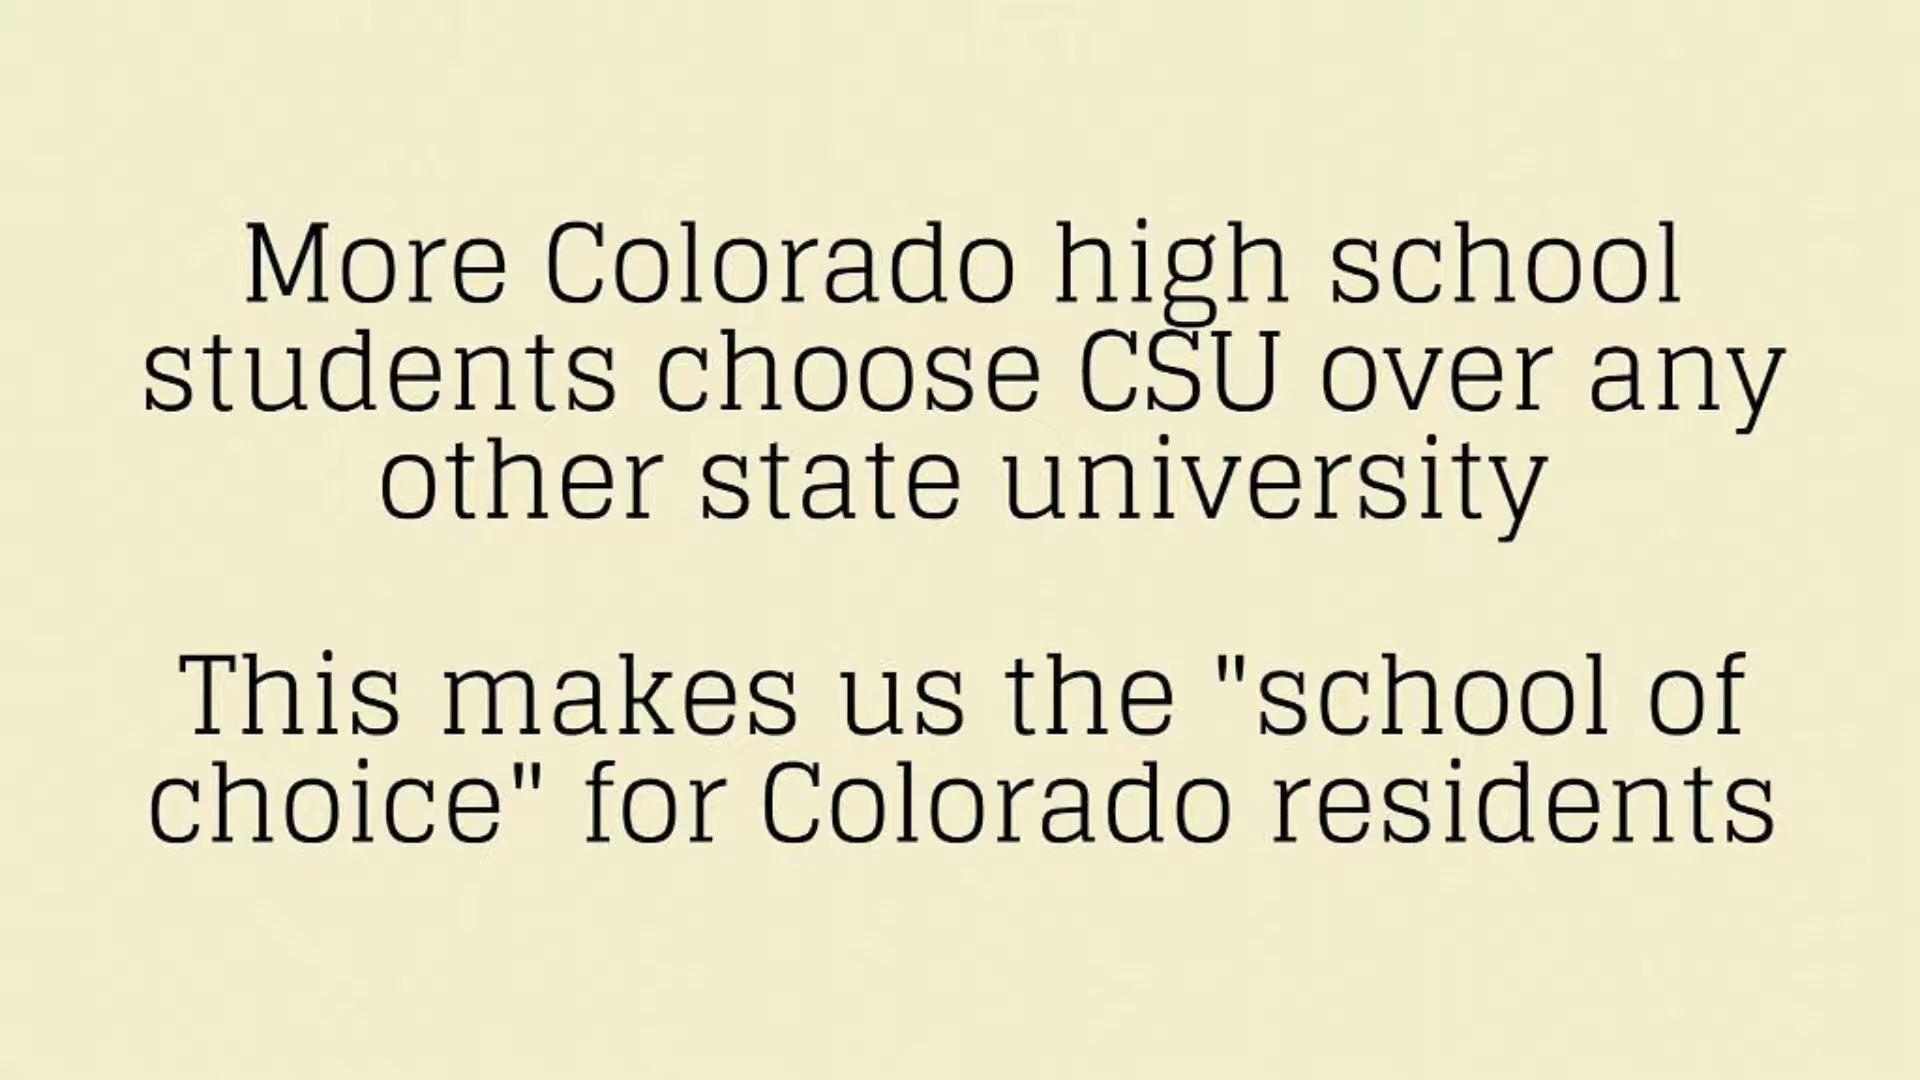 More Colorado high school
students choose CSU over any
other state university
This makes us the "school of
choice" for Colorado residents